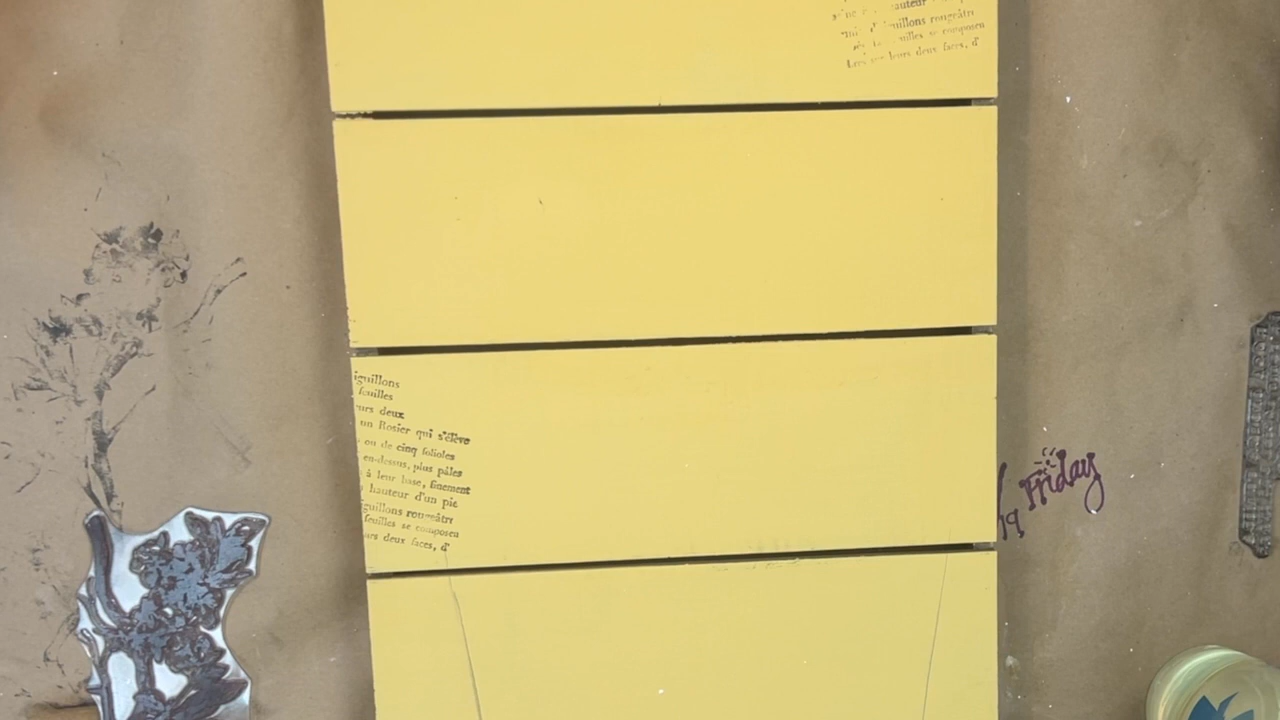 hauteur
aiguillons rougeâtr
feuilles se composen
leurs deux faces, d'
iguillons
feuilles
urs deux
un Rosier qui s'élève
ou de cinq folioles
en-dessus, plus pâles
à leur base, finement
hauteur d'un pie
iguillons rougeâtr
feuilles se composen
urs deux faces, d'
Friday
19